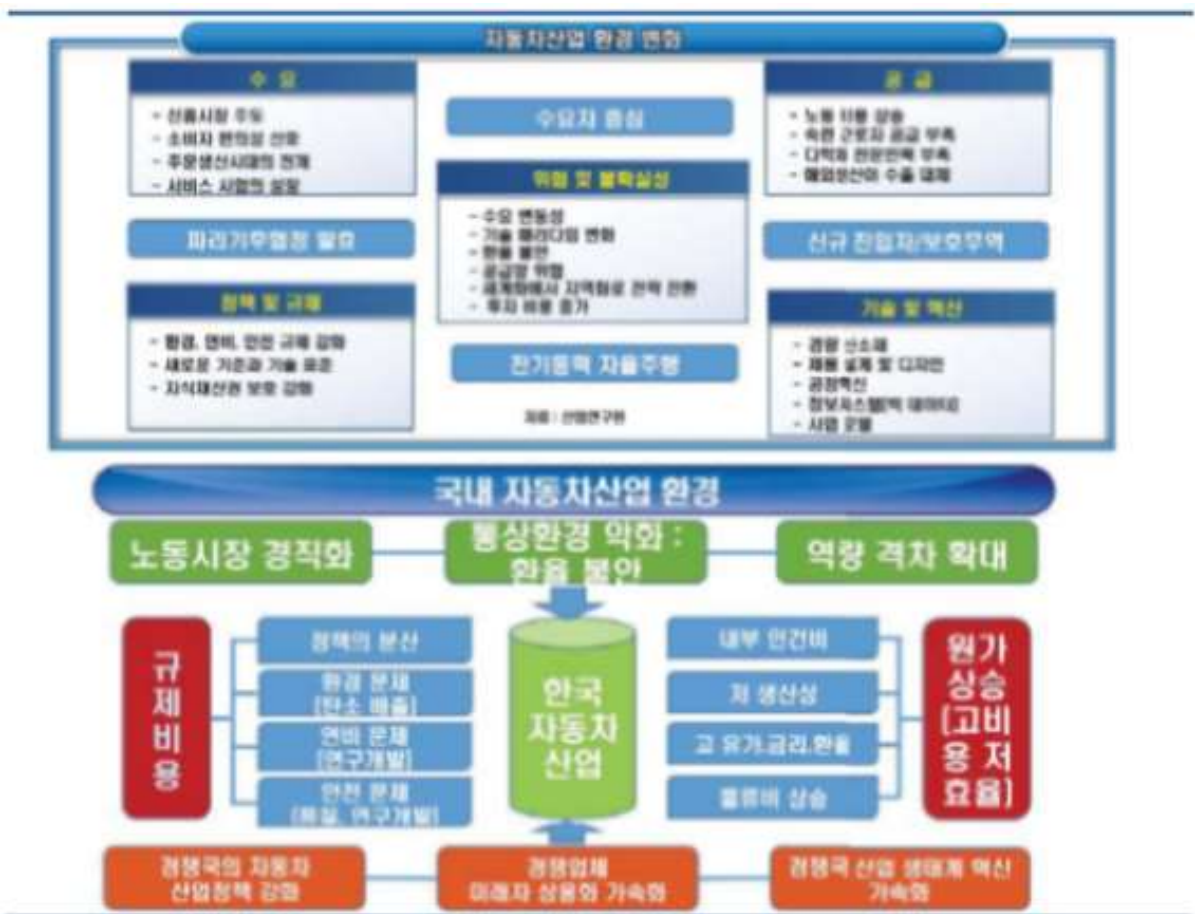 자동차산업 환경 변화
수 요
- 신흥시장 주도
- 소비자 편의성 선호
- 주문생산시대의 전개
- 서비스 시장의 성장
파리기후협정 발효
정책 및 규제
- 환경, 연비, 안전 규제 강화
- 새로운 기준과 기술 표준
- 지식재산권 보호 강화
수요자 중심
위험 및 불확실성
- 수요 변동성
- 기술 패러다임 변화
- 환율 불안
- 공급망 위험
- 세계화에서 지역화로 전략 전환
- 투자 비용 증가
전기동력 자율주행
자료 : 산업연구원
공 급
- 노동 비용 상승
- 숙련 근로자 공급 부족
- 다학제 전문인력 부족
- 해외생산이 수출 대체
신규 진입자/보호무역
기술 및 혁신
- 경량 신소재
- 제품 설계 및 디자인
- 공정혁신
- 정보시스템[빅 데이터]
- 사업 모델
국내 자동차산업 환경
노동시장 경직화
통상환경 악화 :
환율 불안
역량 격차 확대
규
제
비
용
정책의 분산
환경 문제
[탄소 배출]
연비 문제
[연구개발]
안전 문제
[품질, 연구개발]
한국
자동차
산업
내부 인건비
저 생산성
고 유가.금리.환율
물류비 상승
원가
상승
[고비
용 저
효율]
경쟁국의 자동차
산업정책 강화
경쟁업체
미래차 상용화 가속화
경쟁국 산업 생태계 혁신
가속화